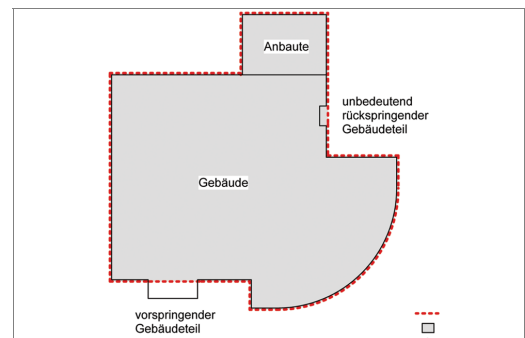 Anbaute
unbedeutend
rückspringender
Gebäudeteil
Gebäude
vorspringender
Gebäudeteil